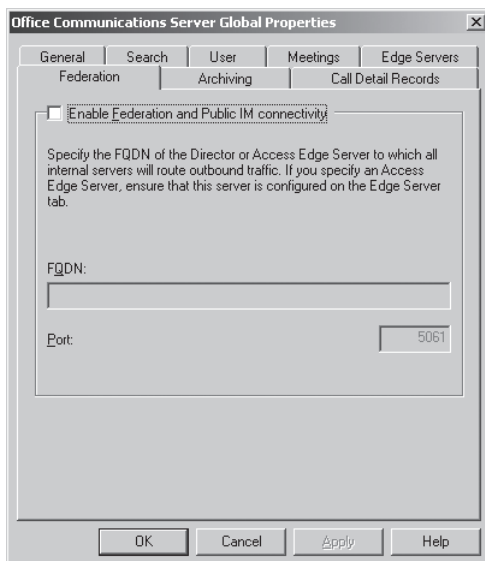 Office Communications Server Global Properties
General Search User Meetings Edge Servers
Federation Archiving Call Detail Records
Enable Federation and Public IM connectivity
Specify the FQDN of the Director or Access Edge Server to which all
internal servers will route outbound traffic. If you specify an Access
Edge Server, ensure that this server is configured on the Edge Server
tab.
FQDN:
Port: 5061
OK Cancel Apply Help